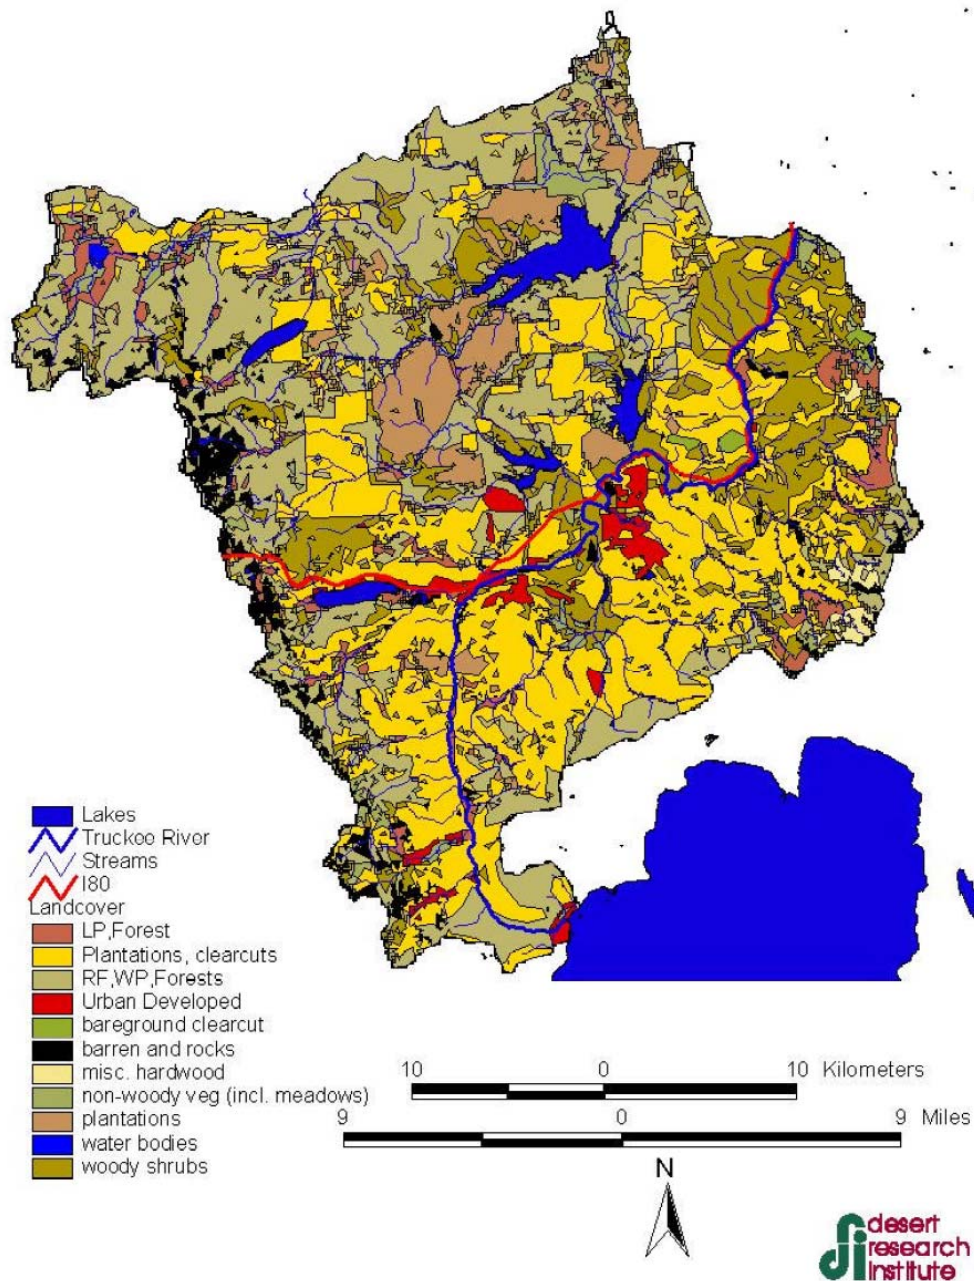 Lakes
Truckoo Rivor
Streams
I80
Landcover
LP,Forest
Plantations, clearcuts
RF,WP,Forests
Urban Developed
bareground clearcut
barren and rocks
misc. hardwood
non-woody veg (incl. meadows)
plantations
water bodies
woody shrubs
10 0 10 Kilometers
9 0 9 Miles
N
desert
research
institute